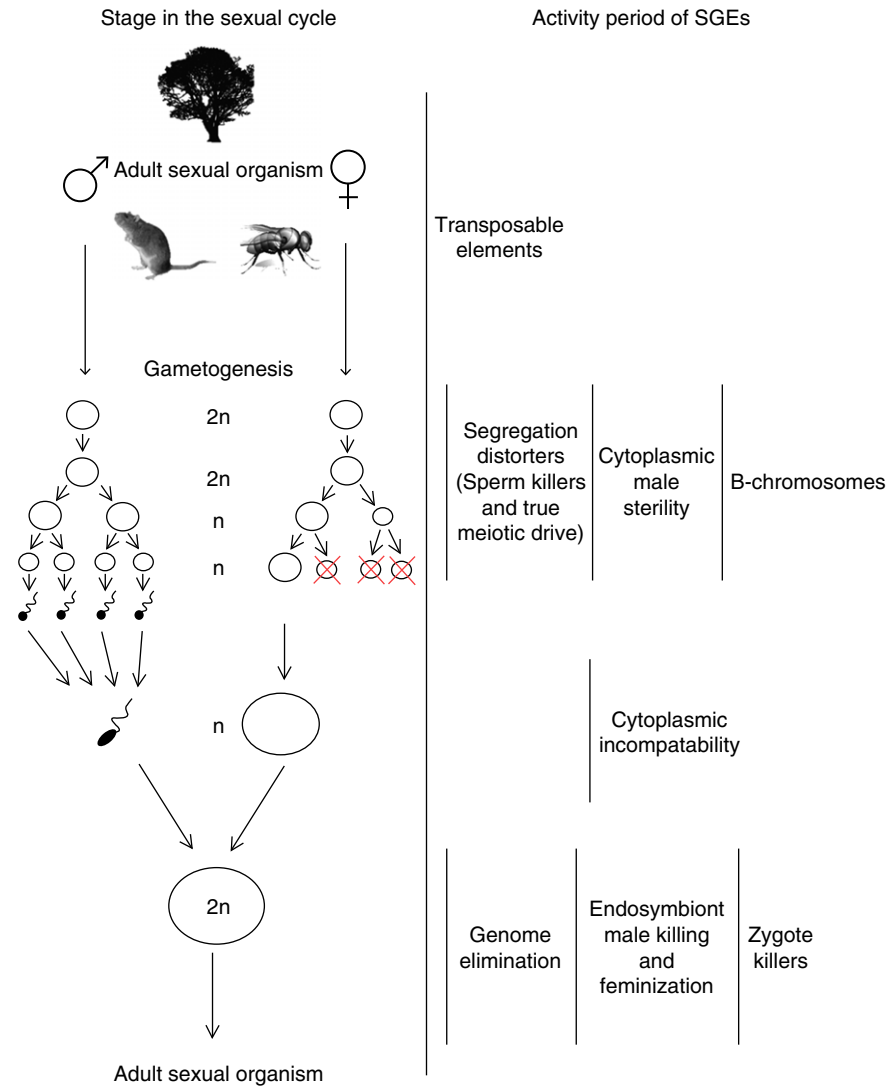 Stage in the sexual cycle
Activity period of SGEs
Adult sexual organism
Transposable
elements
Gametogenesis
2n
2n
n
n
Segregation
distorters
(Sperm killers
and true
meiotic drive)
Cytoplasmic
male
sterility
B-chromosomes
n
Cytoplasmic
incompatability
2n
Genome
elimination
Endosymbiont
male killing
and
feminization
Zygote
killers
Adult sexual organism